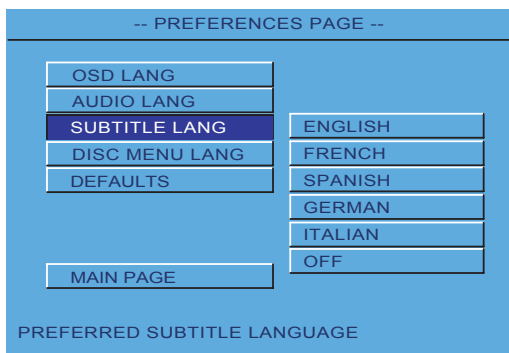 -- PREFERENCES PAGE --
OSD LANG
AUDIO LANG
SUBTITLE LANG
DISC MENU LANG
DEFAULTS
ENGLISH
FRENCH
SPANISH
GERMAN
ITALIAN
OFF
MAIN PAGE
PREFERRED SUBTITLE LANGUAGE